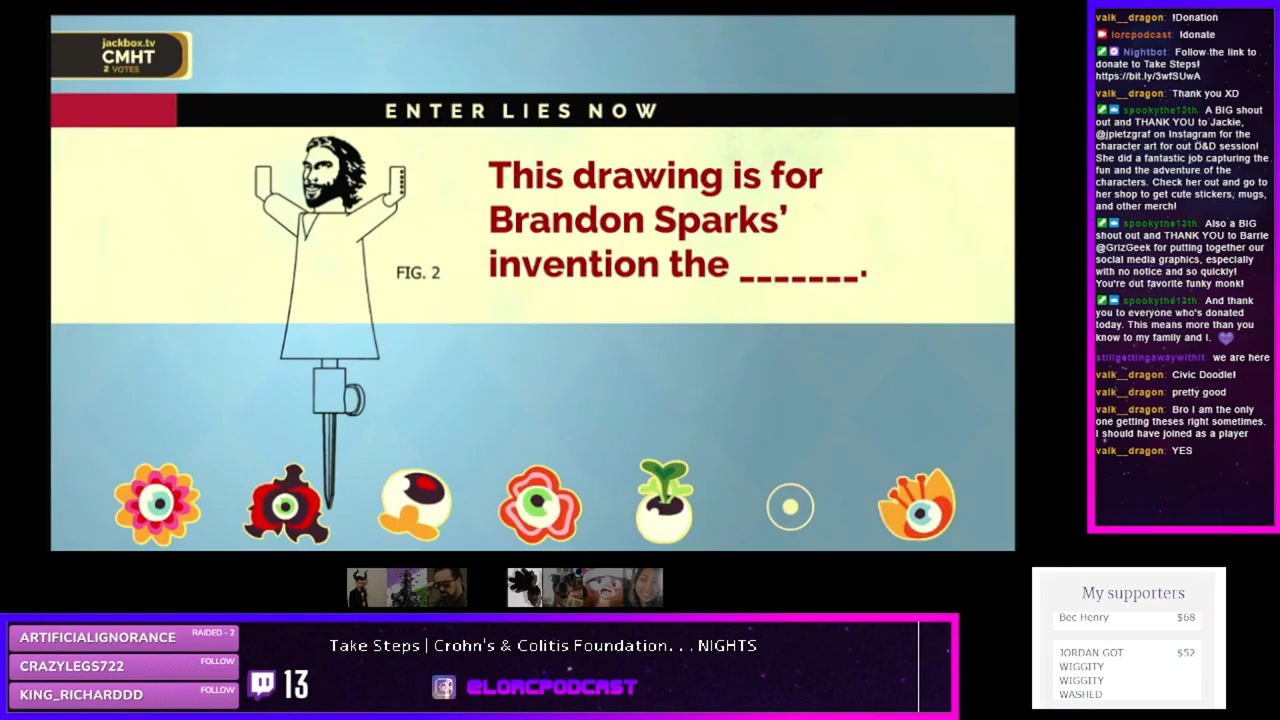 jackbox.tv
CMHT
2 VOTES
ENTER LIES NOW
This drawing is for
Brandon Sparks'
invention the _______.
FIG. 2
valk__dragon: !Donation
lorcpodcast: !donate
Nightbot: Follow the link to
donate to Take Steps!
https://bit.ly/3wfSUwA
valk__dragon: Thank you XD
spookythe13th: A BIG shout
out and THANK YOU to Jackie,
@jpietzgraf on Instagram for the
character art for out D&D session!
She did a fantastic job capturing the
fun and the adventure of the
characters. Check her out and go to
her shop to get cute stickers, mugs,
and other merch!
spookythe13th: Also a BIG
shout out and THANK YOU to Barrie
@GrizGeek for putting together our
social media graphics, especially
with no notice and so quickly!
You're out favorite funky monk!
spookythe13th: And thank
you to everyone who's donated
today. This means more than you
know to my family and I.
stillgettingawaywithit: we are here
valk__dragon: Civic Doodle!
valk__dragon: pretty good
valk__dragon: Bro I am the only
one getting theses right sometimes.
I should have joined as a player
valk__dragon: YES
ARTIFICIALIGNORANCE RAIDED - 2
CRAZYLEGS722 FOLLOW
KING_RICHARDDD FOLLOW
13
Take Steps | Crohn's & Colitis Foundation. . . NIGHTS
@LORCPODCAST
My supporters
Bec Henry $68
JORDAN GOT $52
WIGGITY
WIGGITY
WASHED